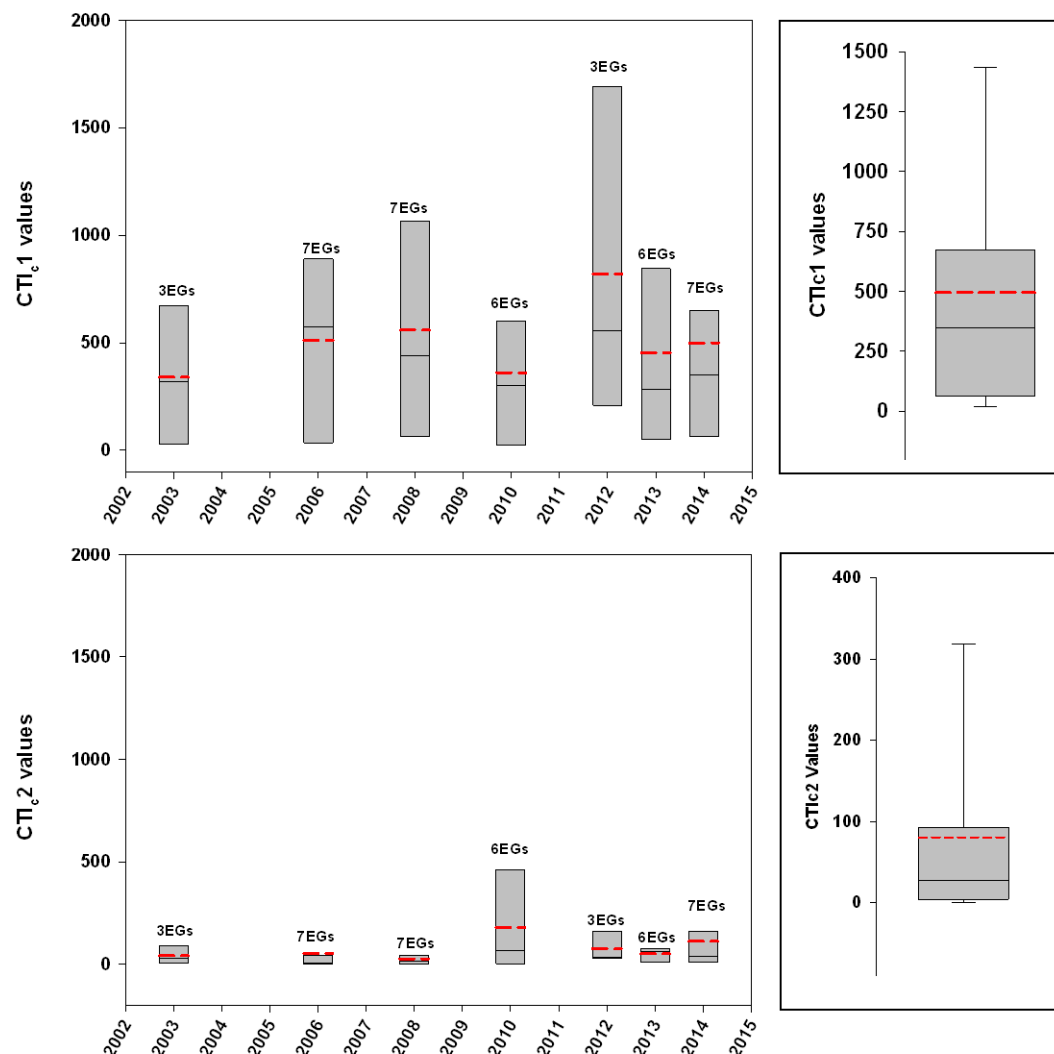 2000
1500
1000
500
0
CTIc1 values
3EGs
7EGs
7EGs
6EGs
3EGs
6EGs
7EGs
2002
2003
2004
2005
2006
2007
2008
2009
2010
2011
2012
2013
2014
2015
1500
1250
1000
750
500
250
0
CTIc1 values
2000
1500
1000
500
0
CTIc2 values
3EGs
7EGs
7EGs
6EGs
3EGs
6EGs
7EGs
2002
2003
2004
2005
2006
2007
2008
2009
2010
2011
2012
2013
2014
2015
400
300
200
100
0
CTIc2 Values